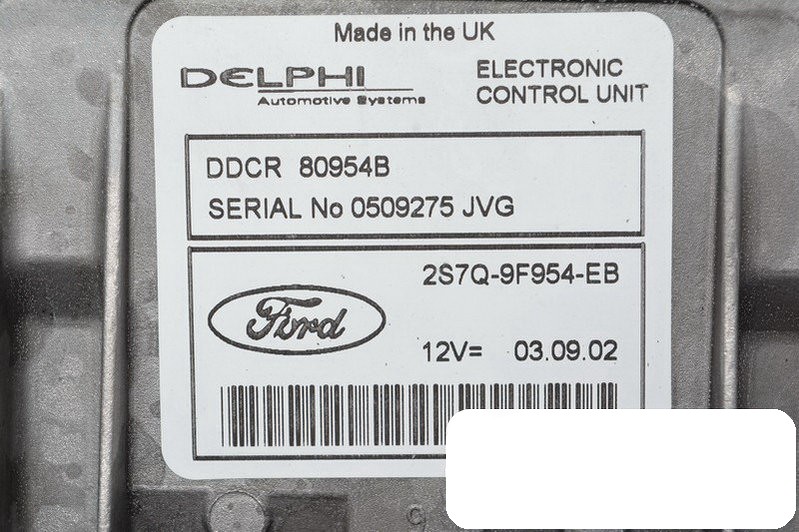 Made in the UK
DELPHI
Automotive Systems
ELECTRONIC
CONTROL UNIT
DDCR 80954B
SERIAL No 0509275 JVG
2S7Q-9F954-EB
Ford
12V= 03.09.02